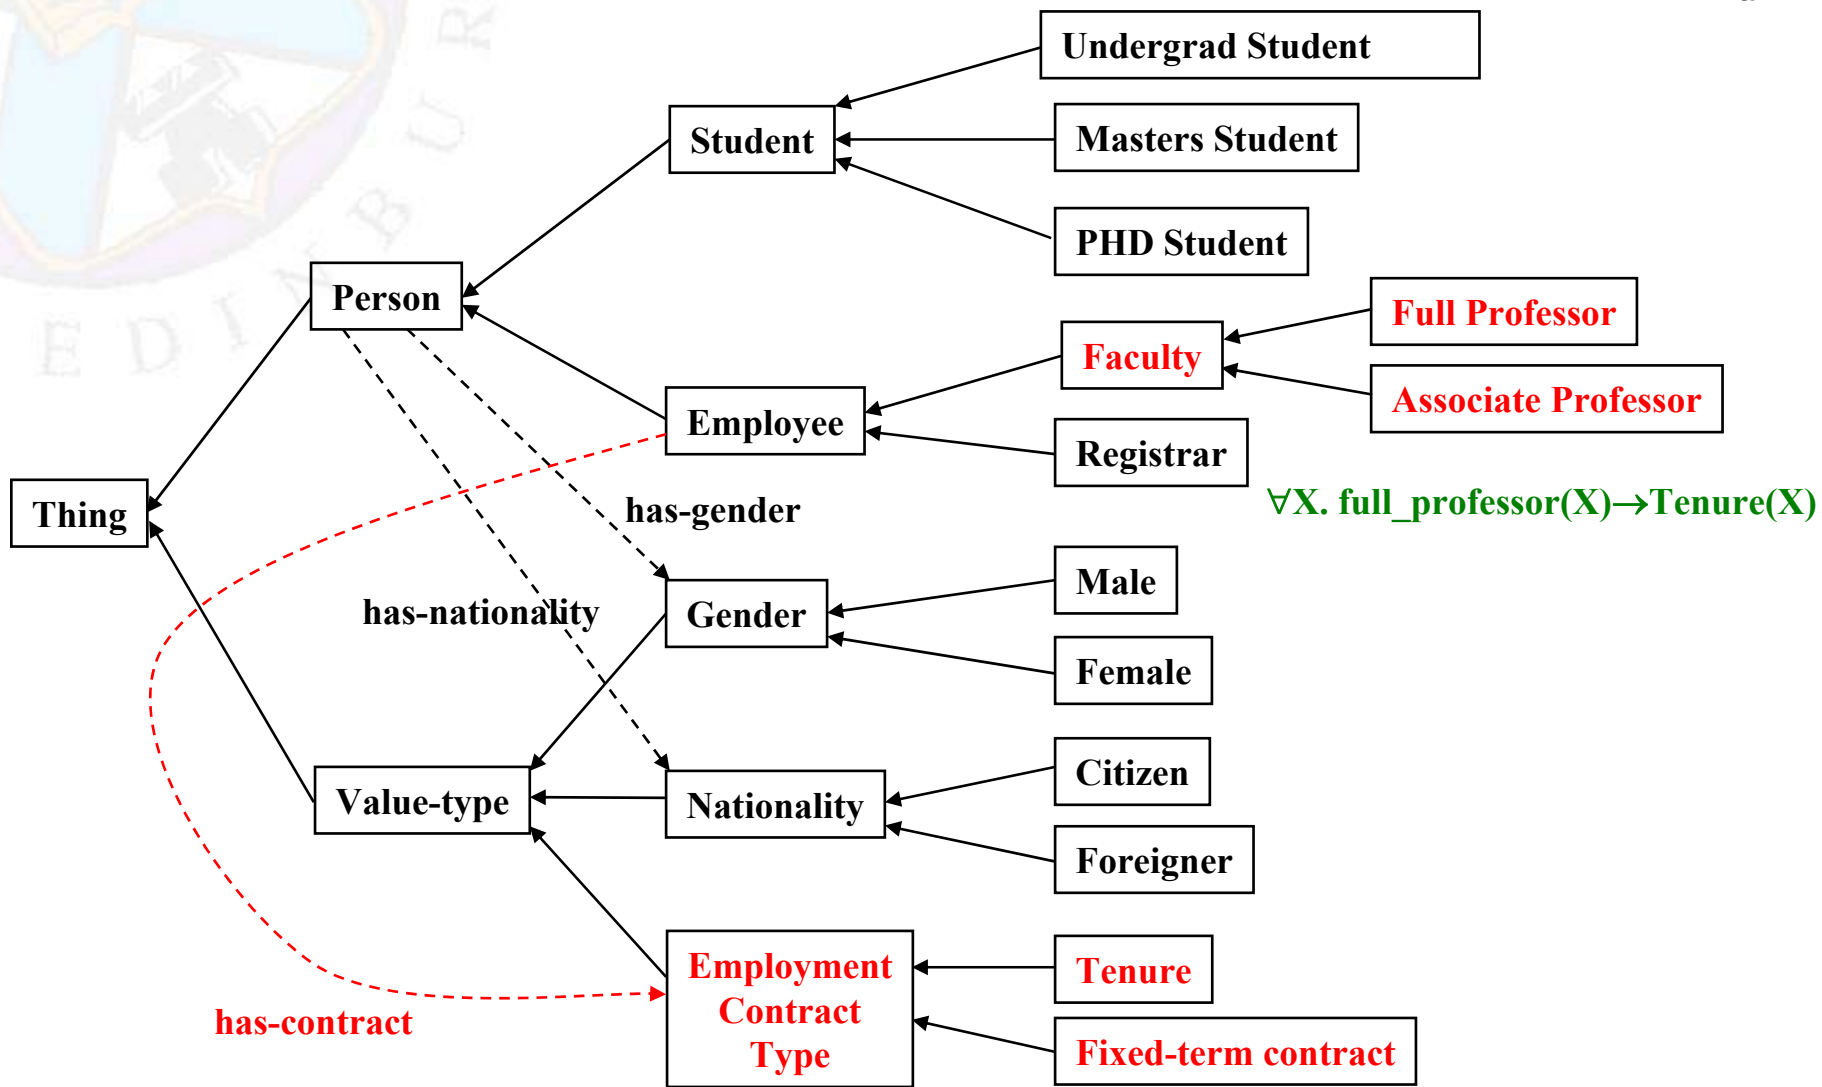 Undergrad Student
Student
Masters Student
PHD Student
Person
Full Professor
Faculty
Associate Professor
Employee
Registrar
Thing
has-gender
∀X. full_professor(X)→Tenure(X)
has-nationality
Gender
Male
Female
Value-type
Nationality
Citizen
Foreigner
Employment
Contract
Type
Tenure
has-contract
Fixed-term contract
EDINBUR